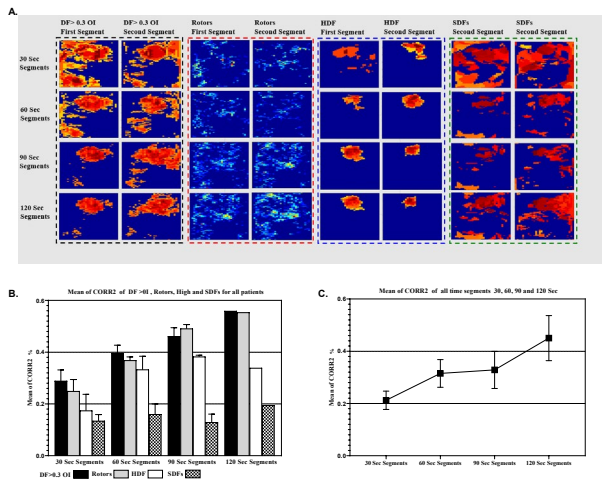 A.
DF> 0.3 OI First Segment
DF> 0.3 OI Second Segment
Rotors First Segment
Rotors Second Segment
HDF First Segment
HDF Second Segment
SDFs First Segment
SDFs Second Segment
30 Sec Segments
60 Sec Segments
90 Sec Segments
120 Sec Segments
B.
Mean of CORR2 of DF >0I , Rotors, High and SDFs for all patients
Mean of CORR2 %
0.6
0.4
0.2
0.0
30 Sec Segments
60 Sec Segments
90 Sec Segments
120 Sec Segments
DF>0.3 OI
Rotors
HDF
SDFs
C.
Mean of CORR2 of all time segments 30, 60, 90 and 120 Sec
Mean of CORR2 %
0.6
0.4
0.2
0.0
30 Sec Segments
60 Sec Segments
90 Sec Segments
120 Sec Segments